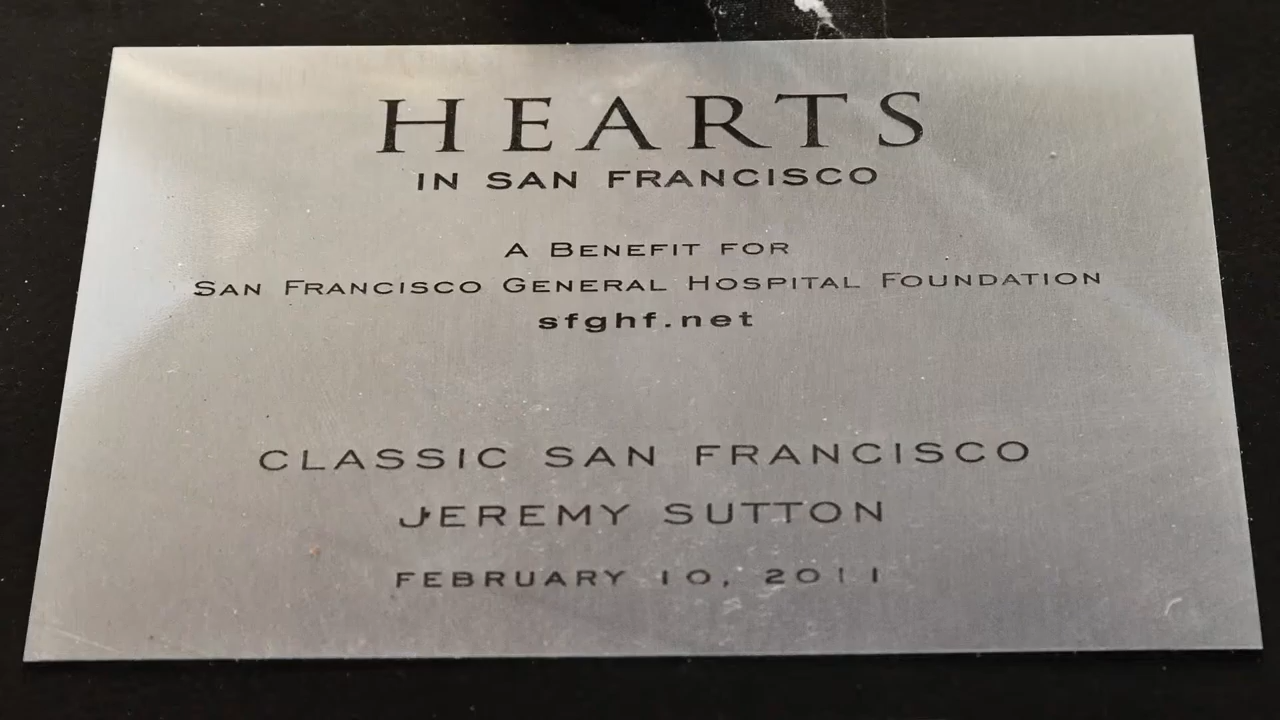 HEARTS
IN SAN FRANCISCO
A BENEFIT FOR
SAN FRANCISCO GENERAL HOSPITAL FOUNDATION
sfghf.net
CLASSIC SAN FRANCISCO
JEREMY SUTTON
FEBRUARY 10, 2011